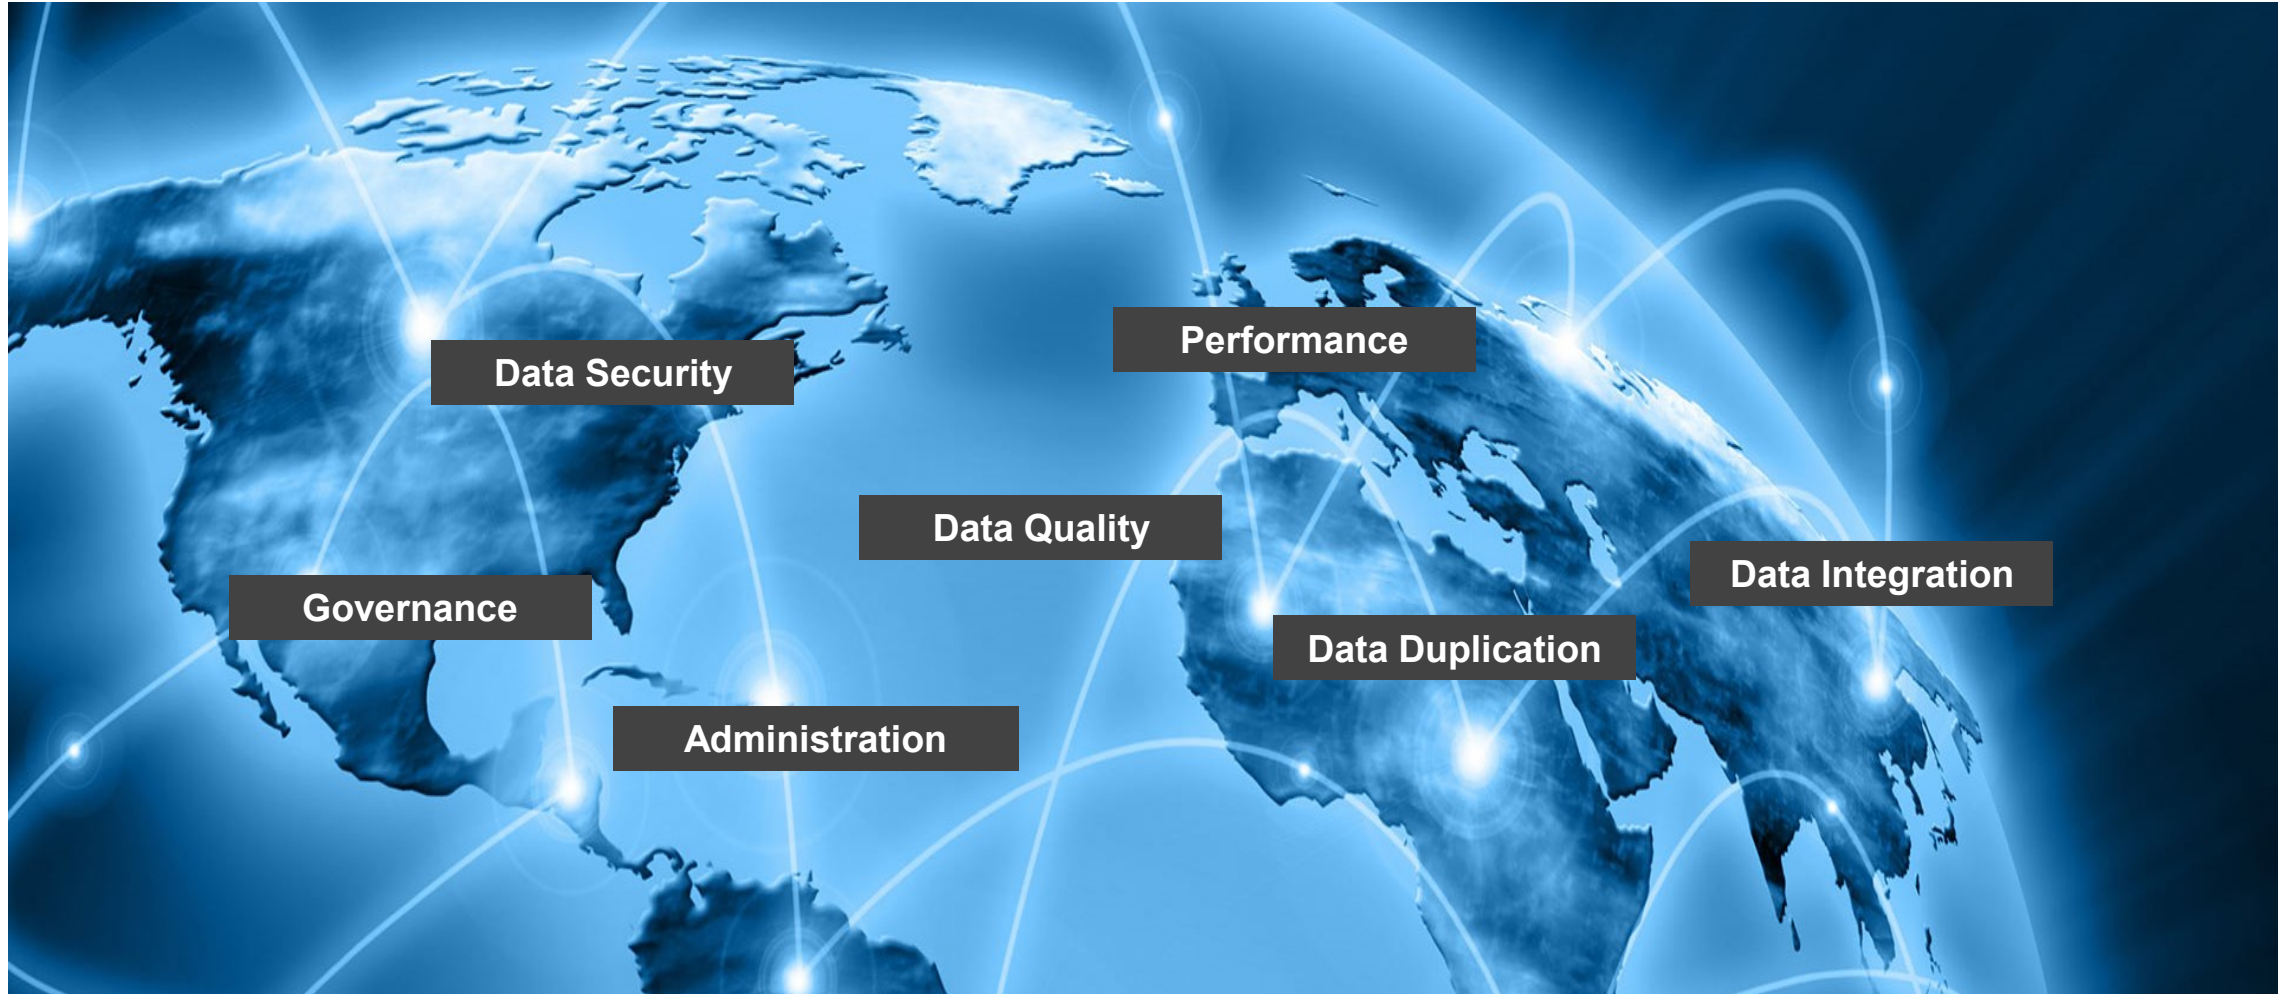 Performance
Data Security
Data Quality
Data Integration
Governance
Data Duplication
Administration